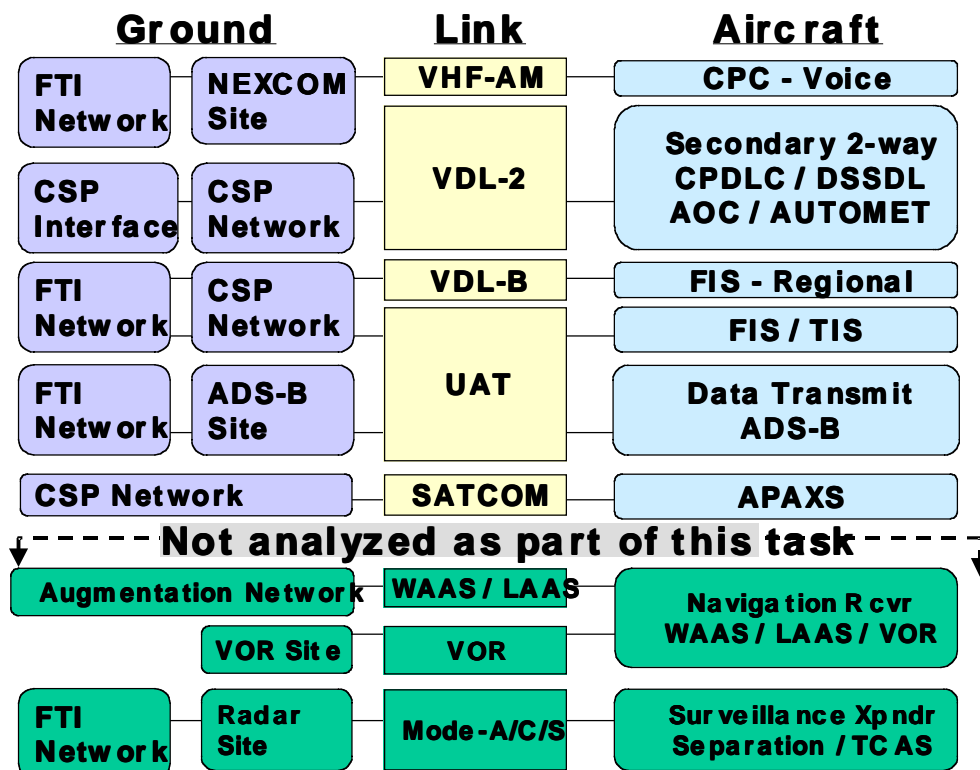 Ground Link Aircraft
FTI NEXCOM VHF-AM CPC - Voice
Network Site
CSP CSP VDL-2 Secondary 2-way
Interface Network CPDLC / DSSDL
AOC / AUTOMET
FTI CSP VDL-B FIS - Regional
Network Network FIS / TIS
FTI ADS-B UAT Data Transmit
Network Site ADS-B
CSP Network SATCOM APAXS
Not analyzed as part of this task
Augmentation Network WAAS / LAAS Navigation Rcvr
WAAS / LAAS / VOR
VOR Site VOR
FTI Radar Mode-A/C/S Surveillance Xpndr
Network Site Separation / TCAS